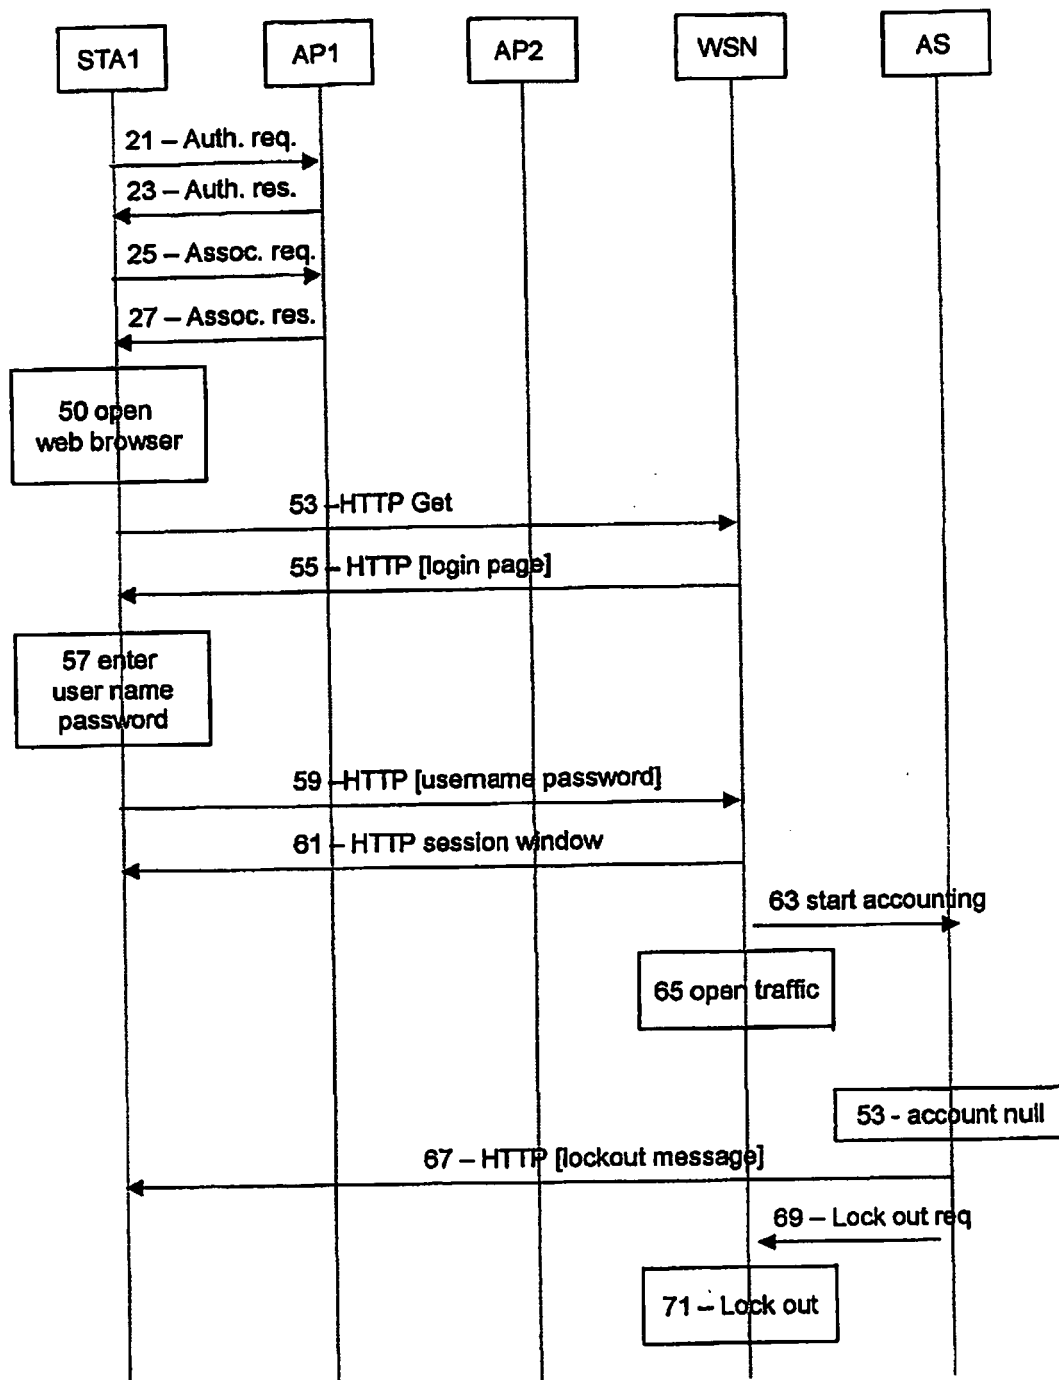 STA1
AP1
AP2
WSN
AS
21 – Auth. req.
23 – Auth. res.
25 – Assoc. req.
27 – Assoc. res.
50 open
web browser
53 –HTTP Get
55 – HTTP [login page]
57 enter
user name
password
59 –HTTP [username password]
61 – HTTP session window
63 start accounting
65 open traffic
53 - account null
67 – HTTP [lockout message]
69 – Lock out req
71 – Lock out